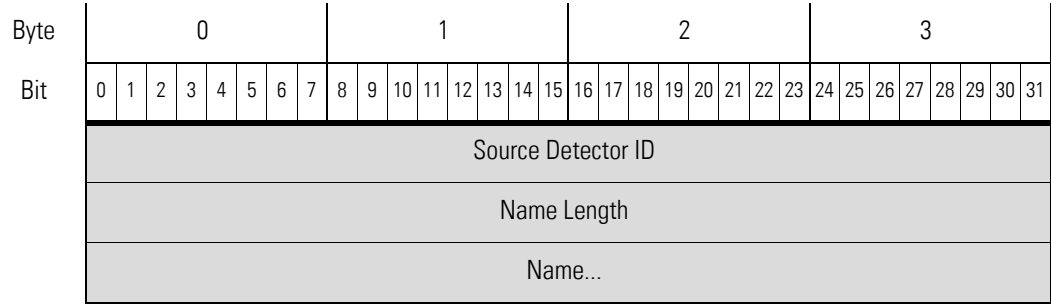 Byte 0 1 2 3
Bit 0 1 2 3 4 5 6 7 8 9 10 11 12 13 14 15 16 17 18 19 20 21 22 23 24 25 26 27 28 29 30 31
Source Detector ID
Name Length
Name...